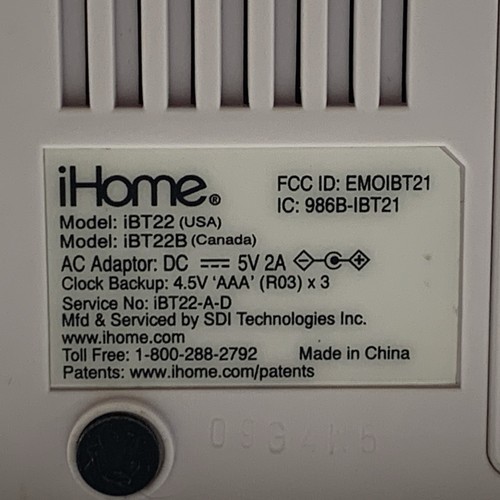 iHome®
FCC ID: EMOIBT21
IC: 986B-IBT21
Model: iBT22 (USA)
Model: iBT22B (Canada)
AC Adaptor: DC ⎓ 5V 2A
Clock Backup: 4.5V 'AAA' (R03) x 3
Service No: iBT22-A-D
Mfd & Serviced by SDI Technologies Inc.
www.ihome.com
Toll Free: 1-800-288-2792 Made in China
Patents: www.ihome.com/patents